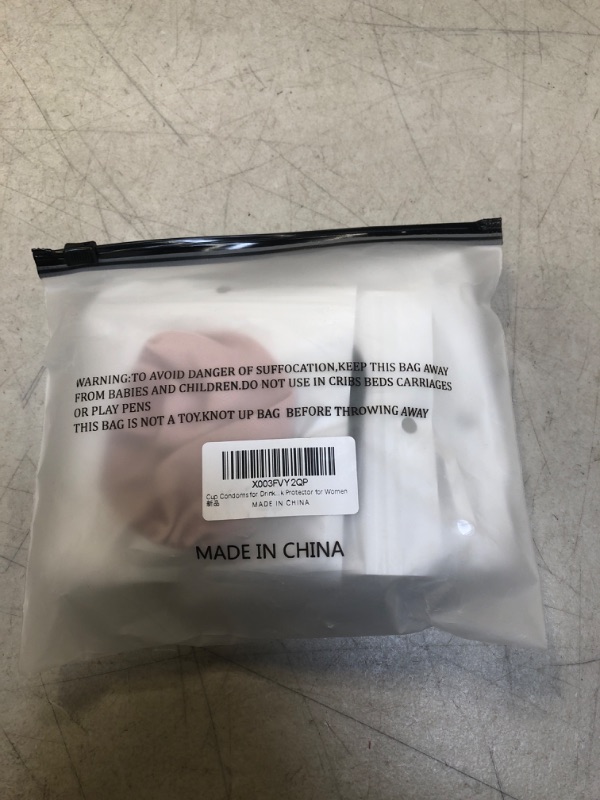 WARNING:TO AVOID DANGER OF SUFFOCATION,KEEP THIS BAG AWAY
FROM BABIES AND CHILDREN.DO NOT USE IN CRIBS BEDS CARRIAGES
OR PLAY PENS
THIS BAG IS NOT A TOY.KNOT UP BAG BEFORE THROWING AWAY
X003FVY2QP
Cup Condoms for Drink...k Protector for Women
新品
MADE IN CHINA
MADE IN CHINA